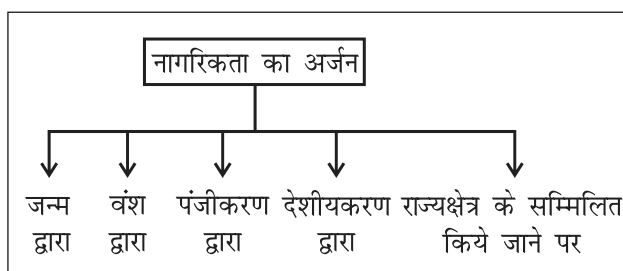 नागरिकता का अर्जन
जन्म वंश पंजीकरण देशीयकरण राज्यक्षेत्र के सम्मिलित
द्वारा द्वारा द्वारा द्वारा किये जाने पर